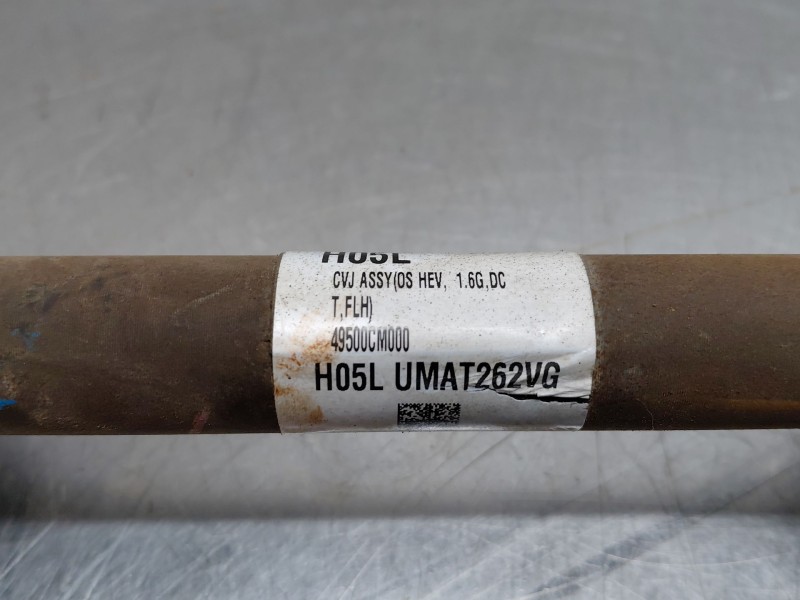 H05L
CVJ ASSY(OS HEV, 1.6G,DC
T,FLH)
49500CM000
H05L UMAT262VG